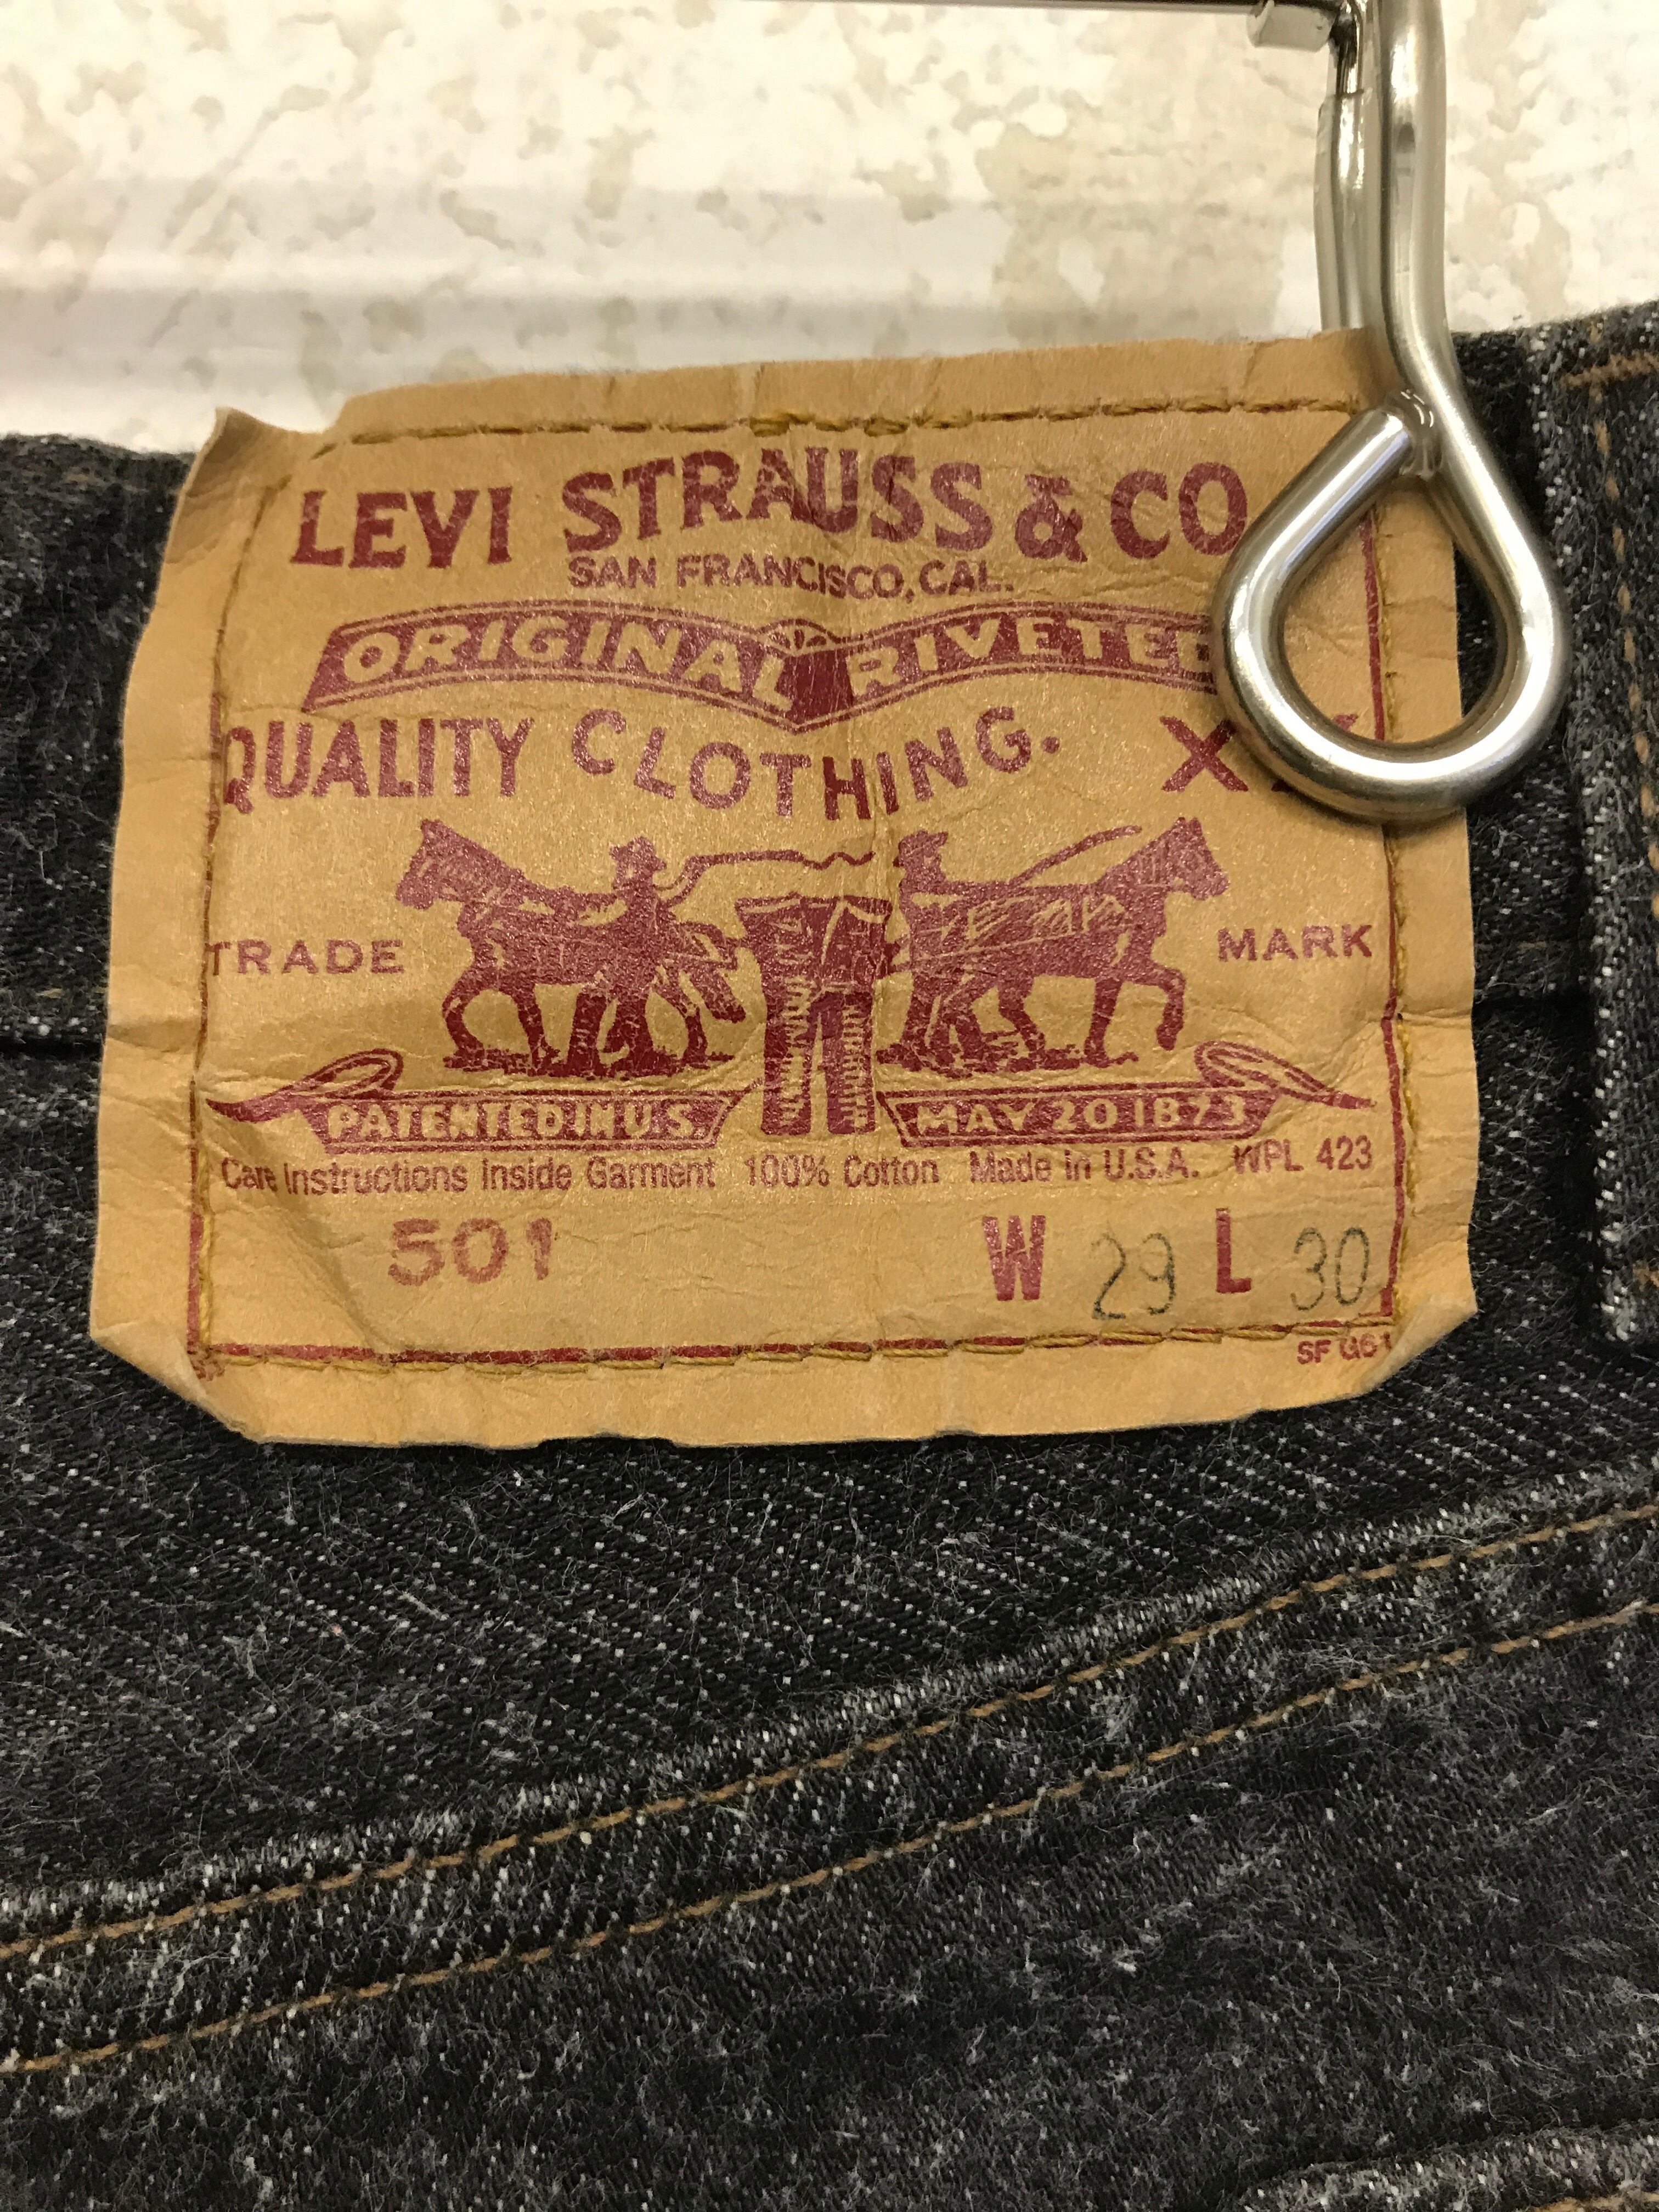 LEVI STRAUSS & CO
SAN FRANCISCO, CAL.
ORIGINAL RIVETED
QUALITY CLOTHING. X
TRADE MARK
PATENTED IN U.S. MAY 20 1873
Care Instructions Inside Garment 100% Cotton Made in U.S.A. WPL 423
501 W 29 L 30
SF